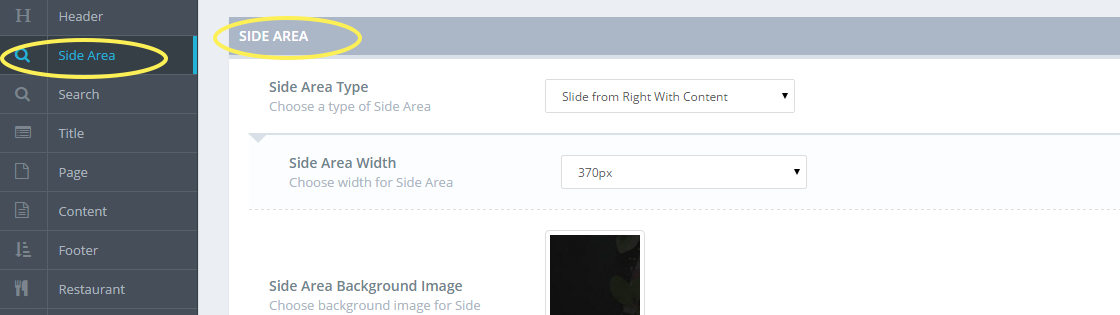 Header
Side Area
Search
Title
Page
Content
Footer
Restaurant
SIDE AREA
Side Area Type
Choose a type of Side Area
Slide from Right With Content
Side Area Width
Choose width for Side Area
370px
Side Area Background Image
Choose background image for Side